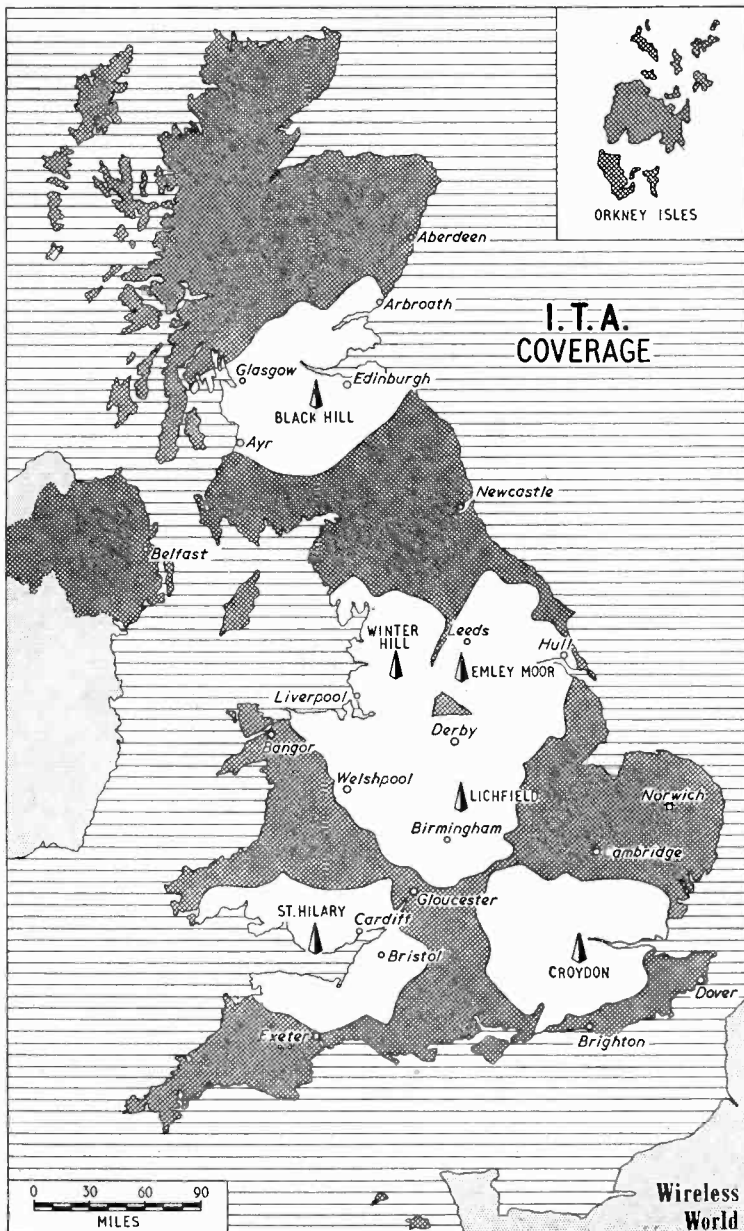 ORKNEY ISLES
Aberdeen
Arbroath
I.T.A.
COVERAGE
Glasgow
Edinburgh
BLACK HILL
Ayr
Newcastle
Belfast
WINTER
HILL
Leeds
Hull
EMLEY MOOR
Liverpool
Derby
Bangor
Welshpool
LICHFIELD
Norwich
Birmingham
ambridge
Gloucester
ST. HILARY
Cardiff
Bristol
CROYDON
Dover
Exeter
Brighton
0 30 60 90
MILES
Wireless
World